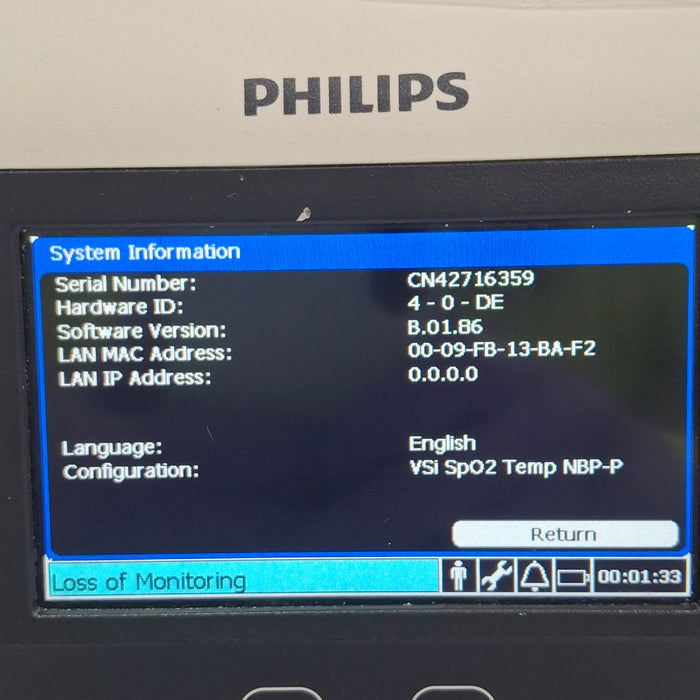 PHILIPS
System Information
Serial Number: CN42716359
Hardware ID: 4 - 0 - DE
Software Version: B.01.86
LAN MAC Address: 00-09-FB-13-BA-F2
LAN IP Address: 0.0.0.0
Language: English
Configuration: VSi SpO2 Temp NBP-P
Return
Loss of Monitoring 00:01:33